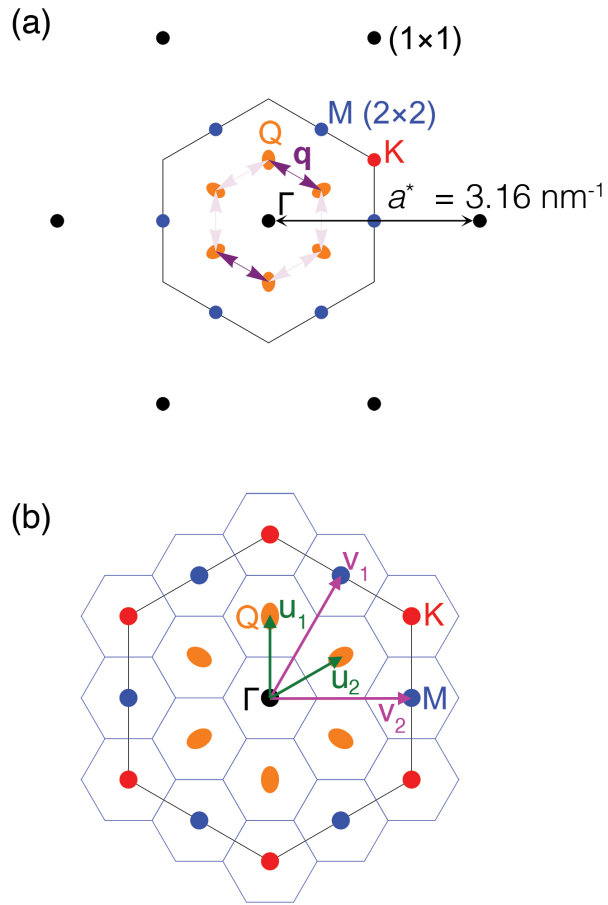 (a)
(1×1)
M (2×2)
Q
q
K
Γ
a* = 3.16 nm⁻¹
(b)
v₁
Q
u₁
K
u₂
Γ
M
v₂